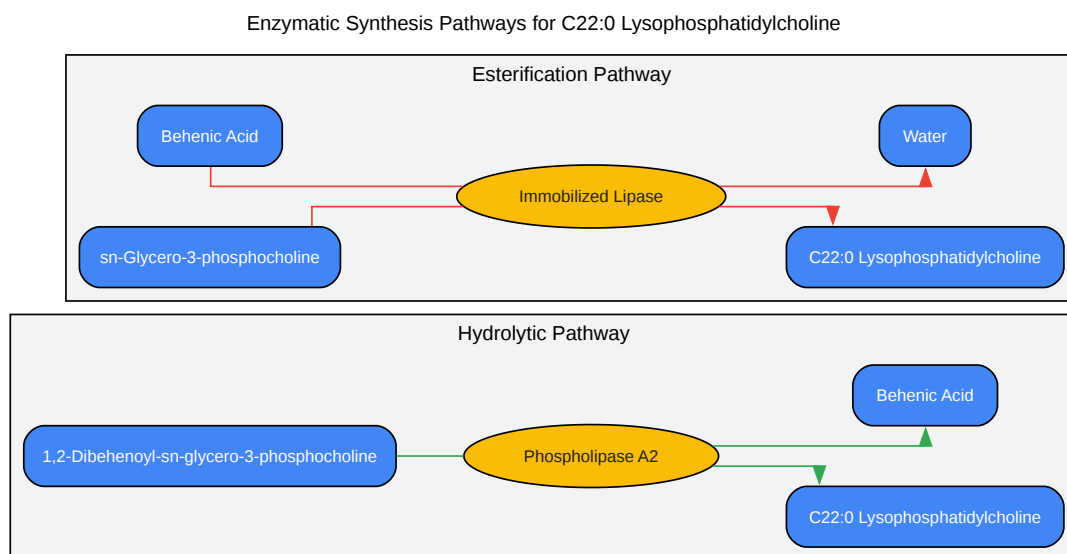 Enzymatic Synthesis Pathways for C22:0 Lysophosphatidylcholine
Esterification Pathway
Behenic Acid
Water
Immobilized Lipase
sn-Glycero-3-phosphocholine
C22:0 Lysophosphatidylcholine
Hydrolytic Pathway
Behenic Acid
1,2-Dibehenoyl-sn-glycero-3-phosphocholine
Phospholipase A2
C22:0 Lysophosphatidylcholine